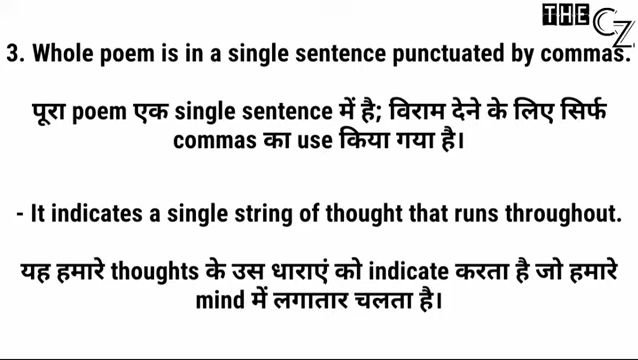 THE CZ
3. Whole poem is in a single sentence punctuated by commas.
पूरा poem एक single sentence में है; विराम देने के लिए सिर्फ
commas का use किया गया है।
- It indicates a single string of thought that runs throughout.
यह हमारे thoughts के उस धाराएं को indicate करता है जो हमारे
mind में लगातार चलता है।